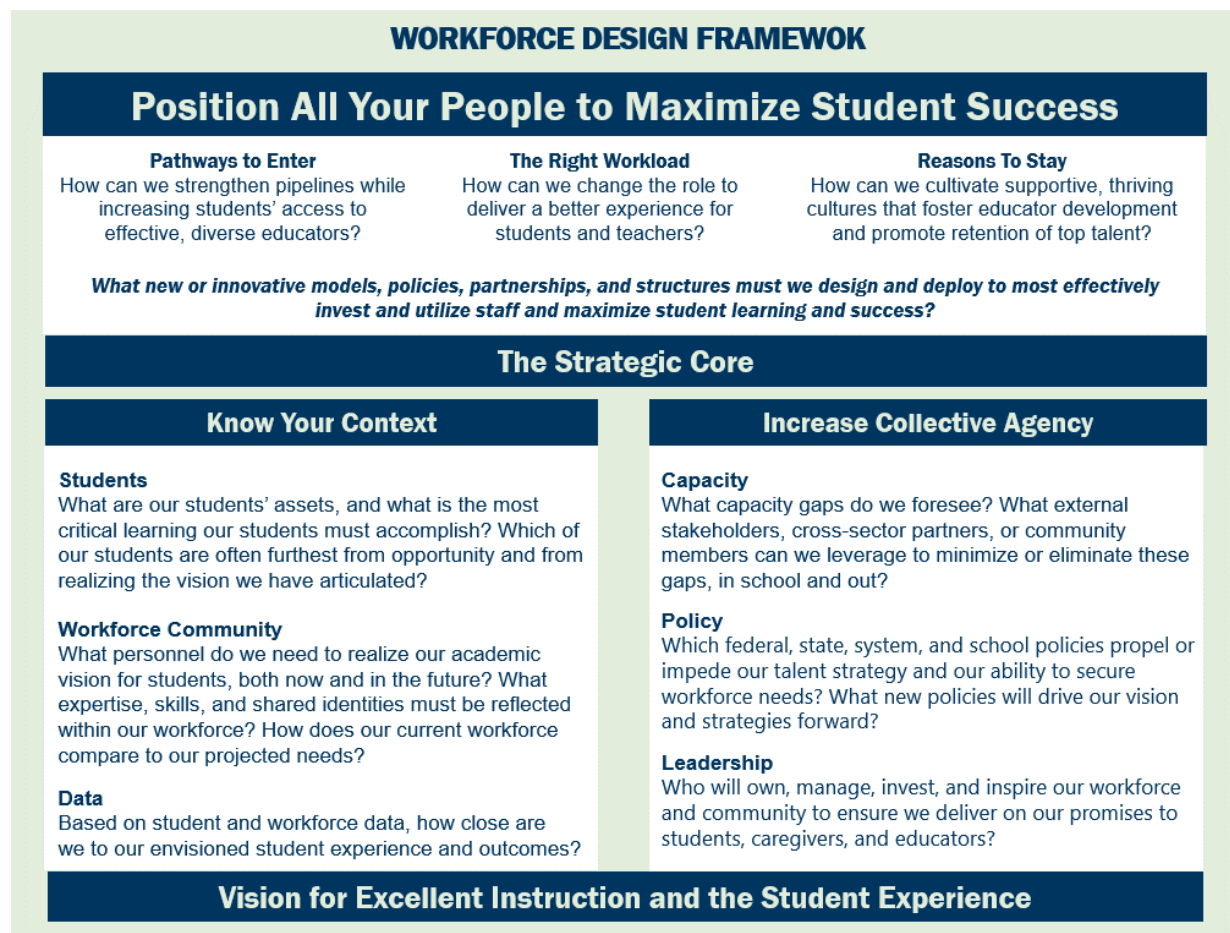 WORKFORCE DESIGN FRAMEWOK
Position All Your People to Maximize Student Success
Pathways to Enter
How can we strengthen pipelines while
increasing students' access to
effective, diverse educators?
The Right Workload
How can we change the role to
deliver a better experience for
students and teachers?
Reasons To Stay
How can we cultivate supportive, thriving
cultures that foster educator development
and promote retention of top talent?
What new or innovative models, policies, partnerships, and structures must we design and deploy to most effectively
invest and utilize staff and maximize student learning and success?
The Strategic Core
Know Your Context
Students
What are our students' assets, and what is the most
critical learning our students must accomplish? Which of
our students are often furthest from opportunity and from
realizing the vision we have articulated?
Workforce Community
What personnel do we need to realize our academic
vision for students, both now and in the future? What
expertise, skills, and shared identities must be reflected
within our workforce? How does our current workforce
compare to our projected needs?
Data
Based on student and workforce data, how close are
we to our envisioned student experience and outcomes?
Increase Collective Agency
Capacity
What capacity gaps do we foresee? What external
stakeholders, cross-sector partners, or community
members can we leverage to minimize or eliminate these
gaps, in school and out?
Policy
Which federal, state, system, and school policies propel or
impede our talent strategy and our ability to secure
workforce needs? What new policies will drive our vision
and strategies forward?
Leadership
Who will own, manage, invest, and inspire our workforce
and community to ensure we deliver on our promises to
students, caregivers, and educators?
Vision for Excellent Instruction and the Student Experience